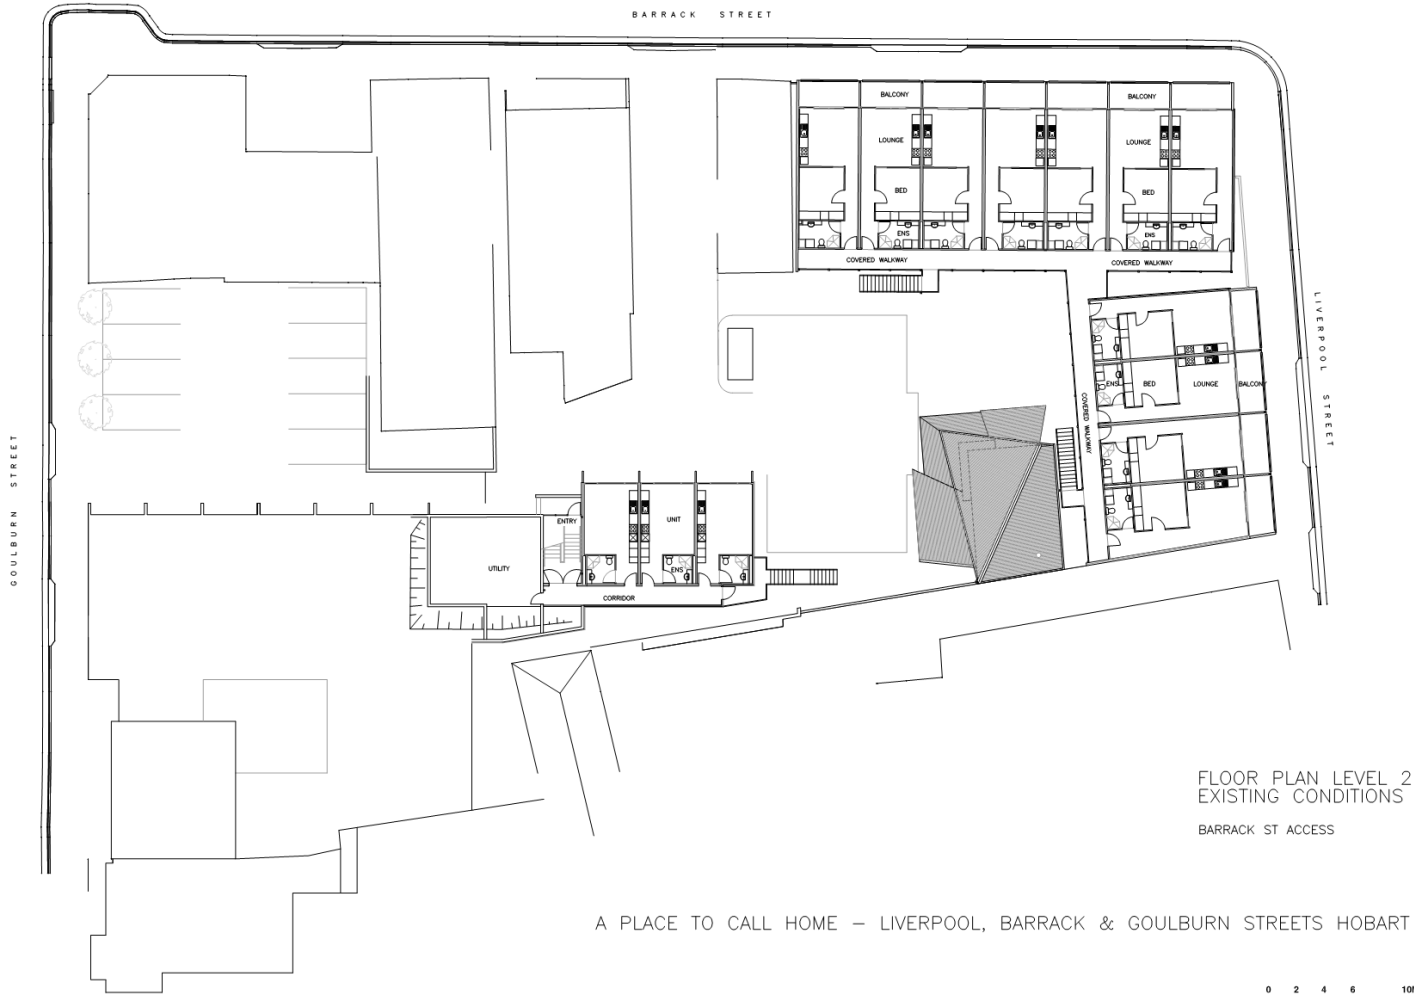 BARRACK STREET
BALCONY
BALCONY
LOUNGE
LOUNGE
BED
BED
ENS
ENS
COVERED WALKWAY
COVERED WALKWAY
LIVERPOOL STREET
ENS
BED
LOUNGE
BALCONY
COVERED WALKWAY
GOULBURN STREET
ENTRY
UNIT
UTILITY
ENS
CORRIDOR
FLOOR PLAN LEVEL 2
EXISTING CONDITIONS
BARRACK ST ACCESS
A PLACE TO CALL HOME – LIVERPOOL, BARRACK & GOULBURN STREETS HOBART
0 2 4 6 10M